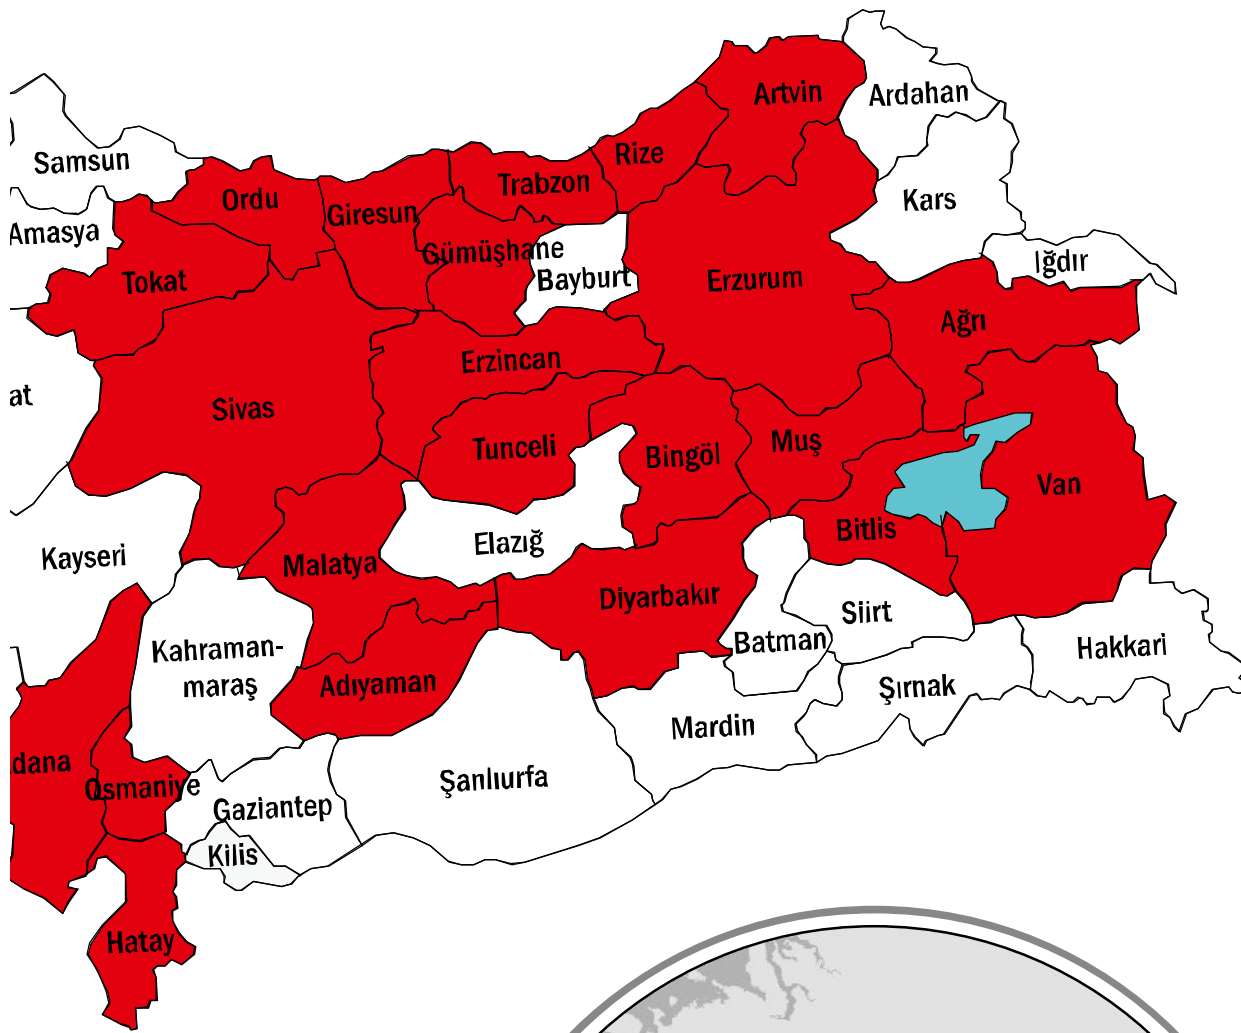 Artvin
Ardahan
Rize
Samsun
Trabzon
Ordu
Kars
Giresun
Amasya
Gümüşhane
Iğdır
Bayburt
Erzurum
Tokat
Ağrı
Erzincan
at
Sivas
Muş
Tunceli
Bingöl
Van
Bitlis
Elazığ
Kayseri
Malatya
Diyarbakır
Siirt
Batman
Hakkari
Kahraman-
maraş
Adıyaman
Şırnak
Mardin
dana
Şanlıurfa
Osmaniye
Gaziantep
Kilis
Hatay